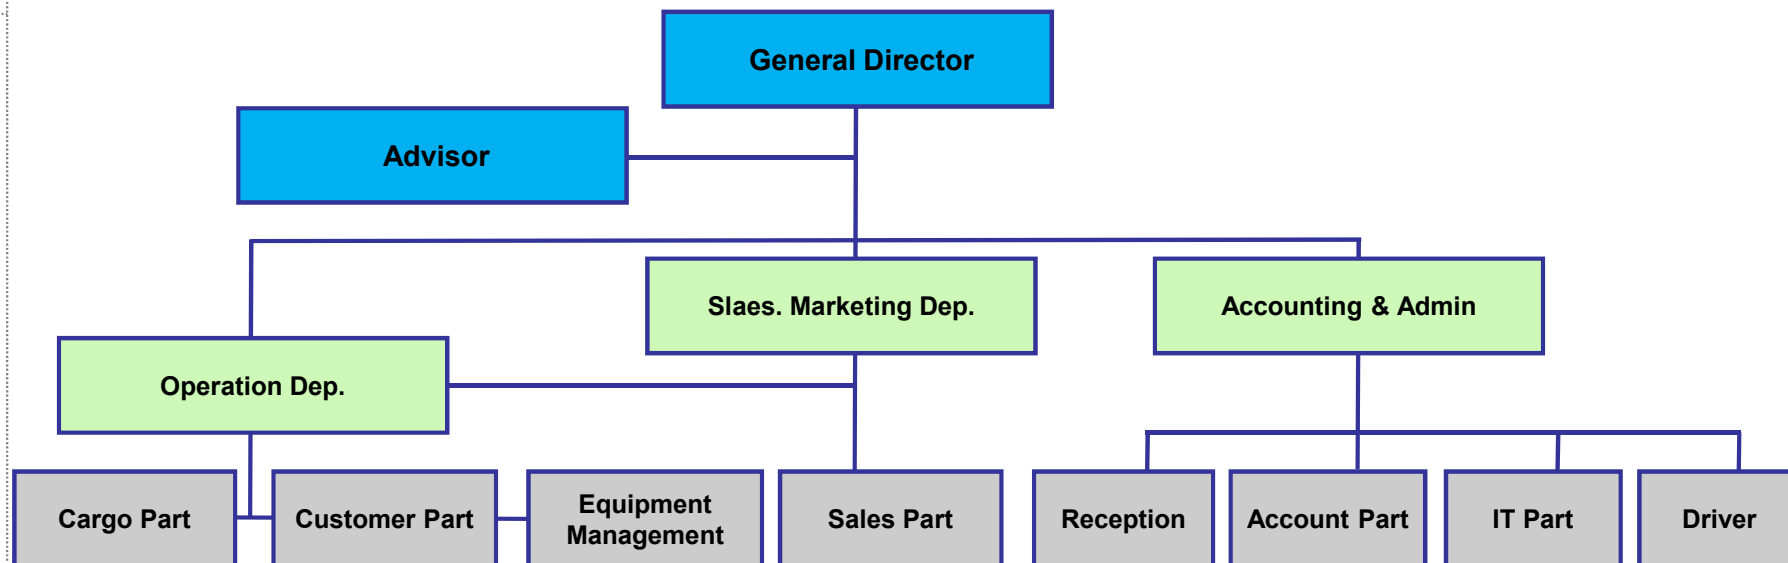 General Director
Advisor
Slaes. Marketing Dep.
Accounting & Admin
Operation Dep.
Cargo Part
Customer Part
Equipment
Management
Sales Part
Reception
Account Part
IT Part
Driver